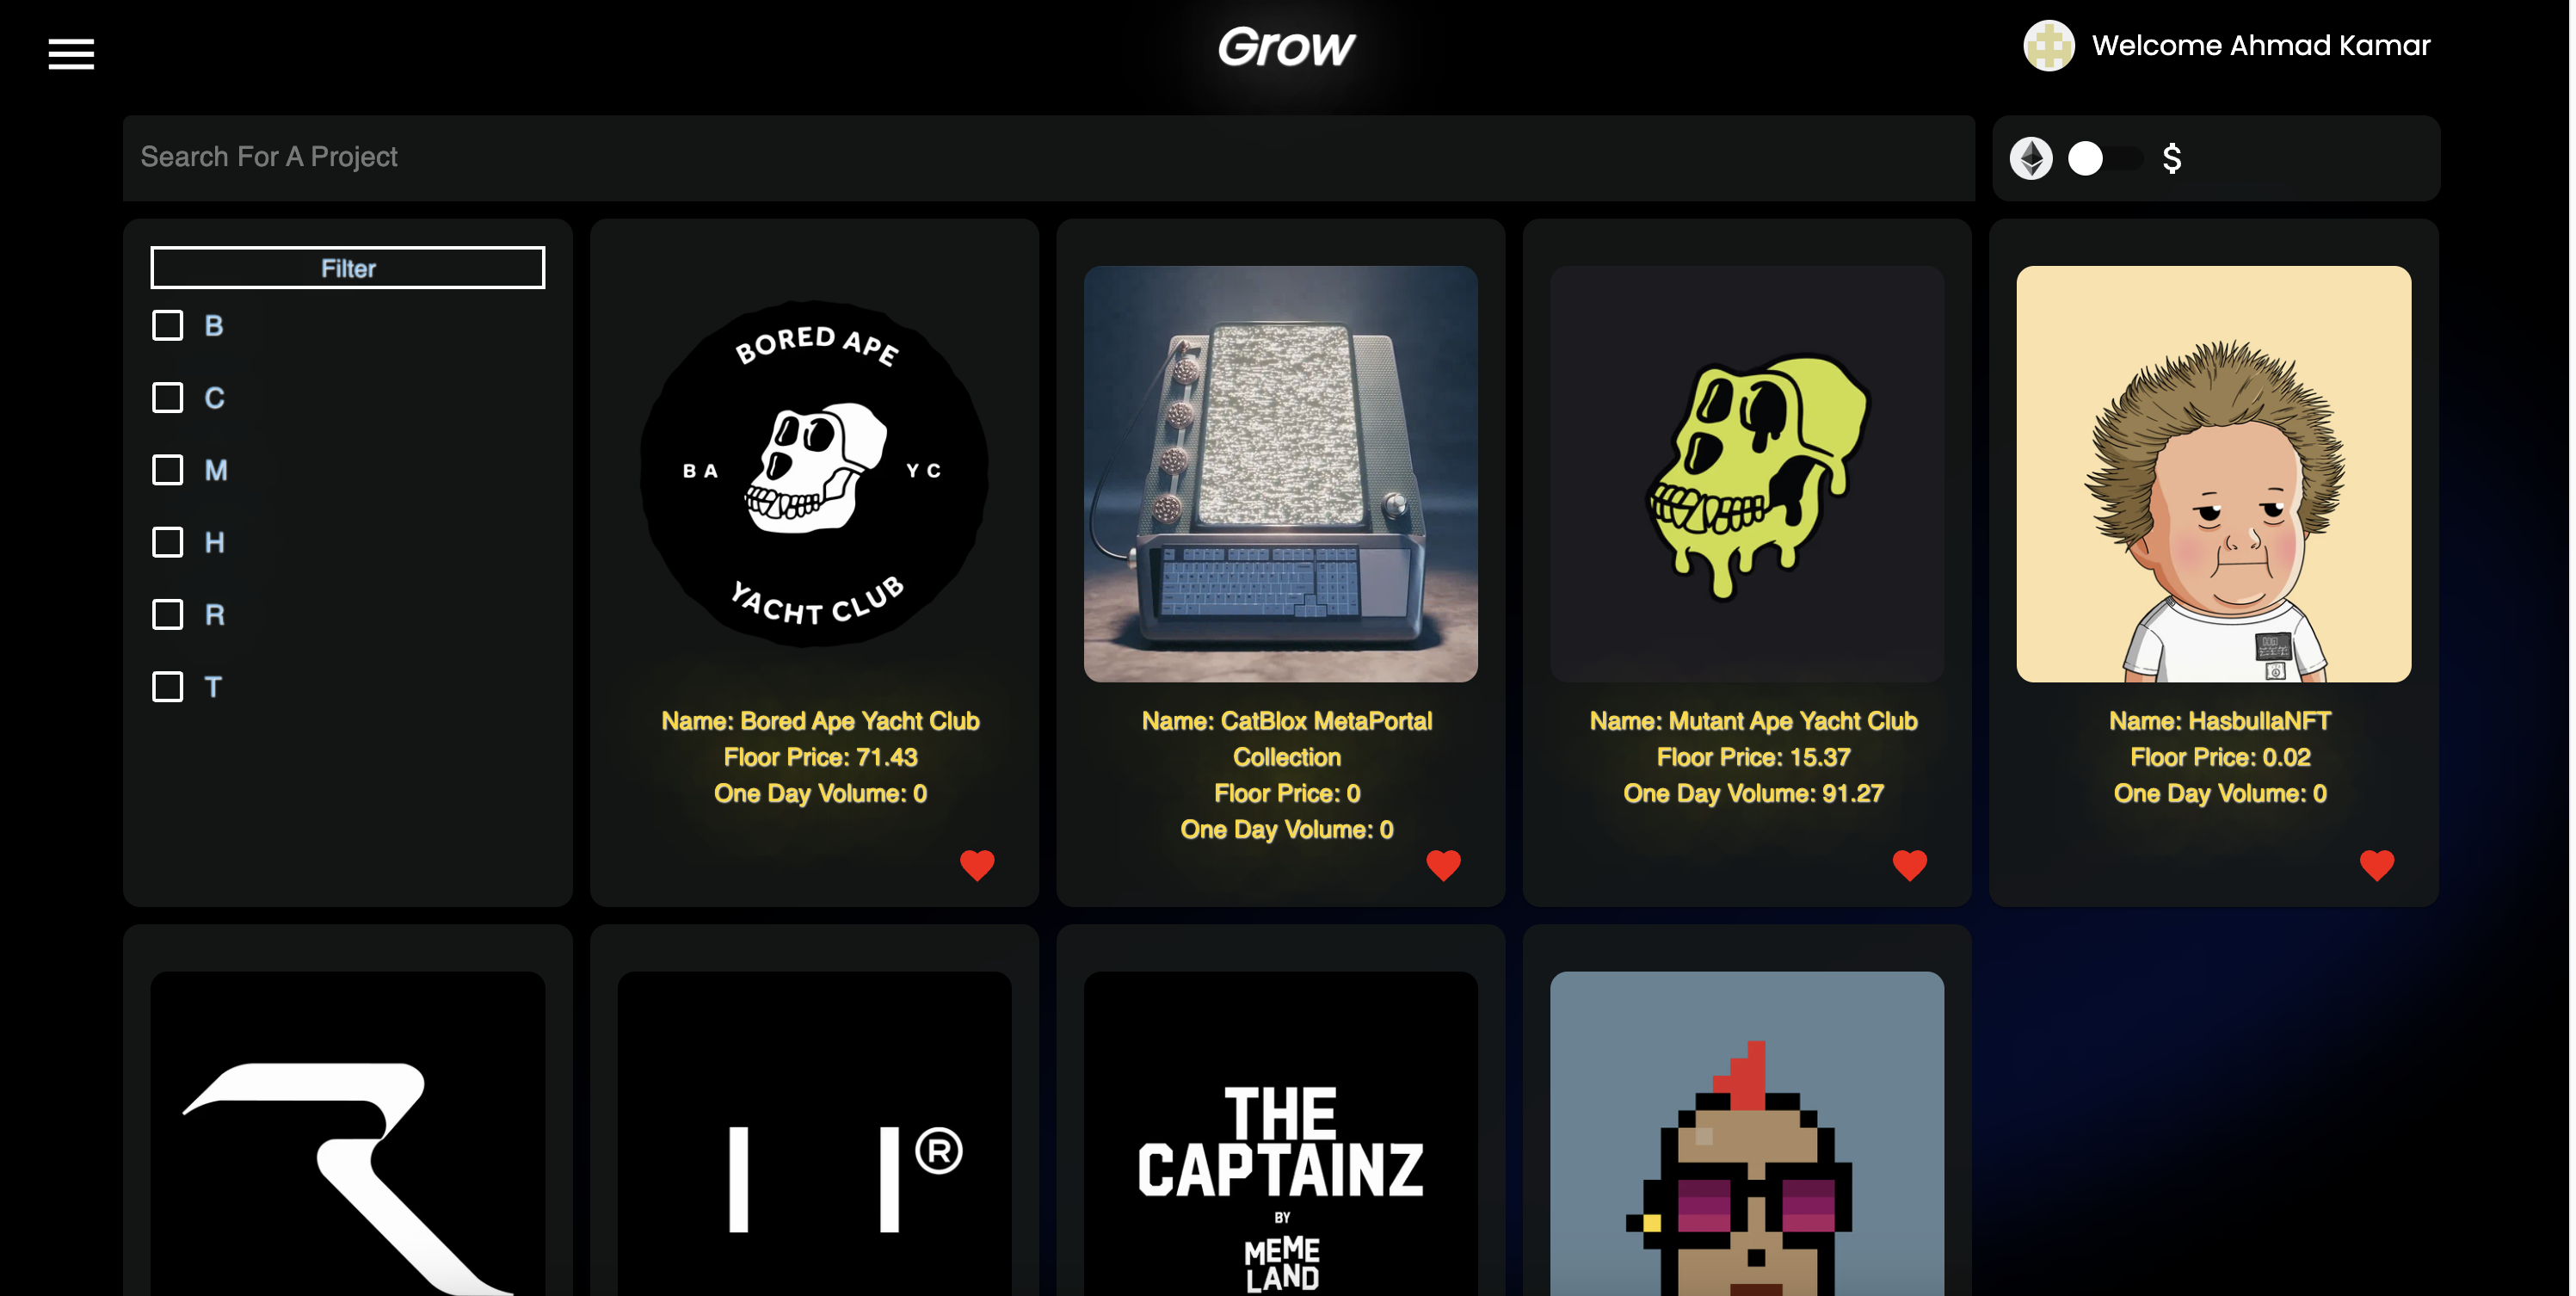 Grow
Welcome Ahmad Kamar
Search For A Project
$
Filter
B
C
M
H
R
T
BORED APE
B A
Y C
YACHT CLUB
Name: Bored Ape Yacht Club
Floor Price: 71.43
One Day Volume: 0
Name: CatBlox MetaPortal
Collection
Floor Price: 0
One Day Volume: 0
Name: Mutant Ape Yacht Club
Floor Price: 15.37
One Day Volume: 91.27
Name: HasbullaNFT
Floor Price: 0.02
One Day Volume: 0
R
I I®
THE
CAPTAINZ
BY
MEME
LAND